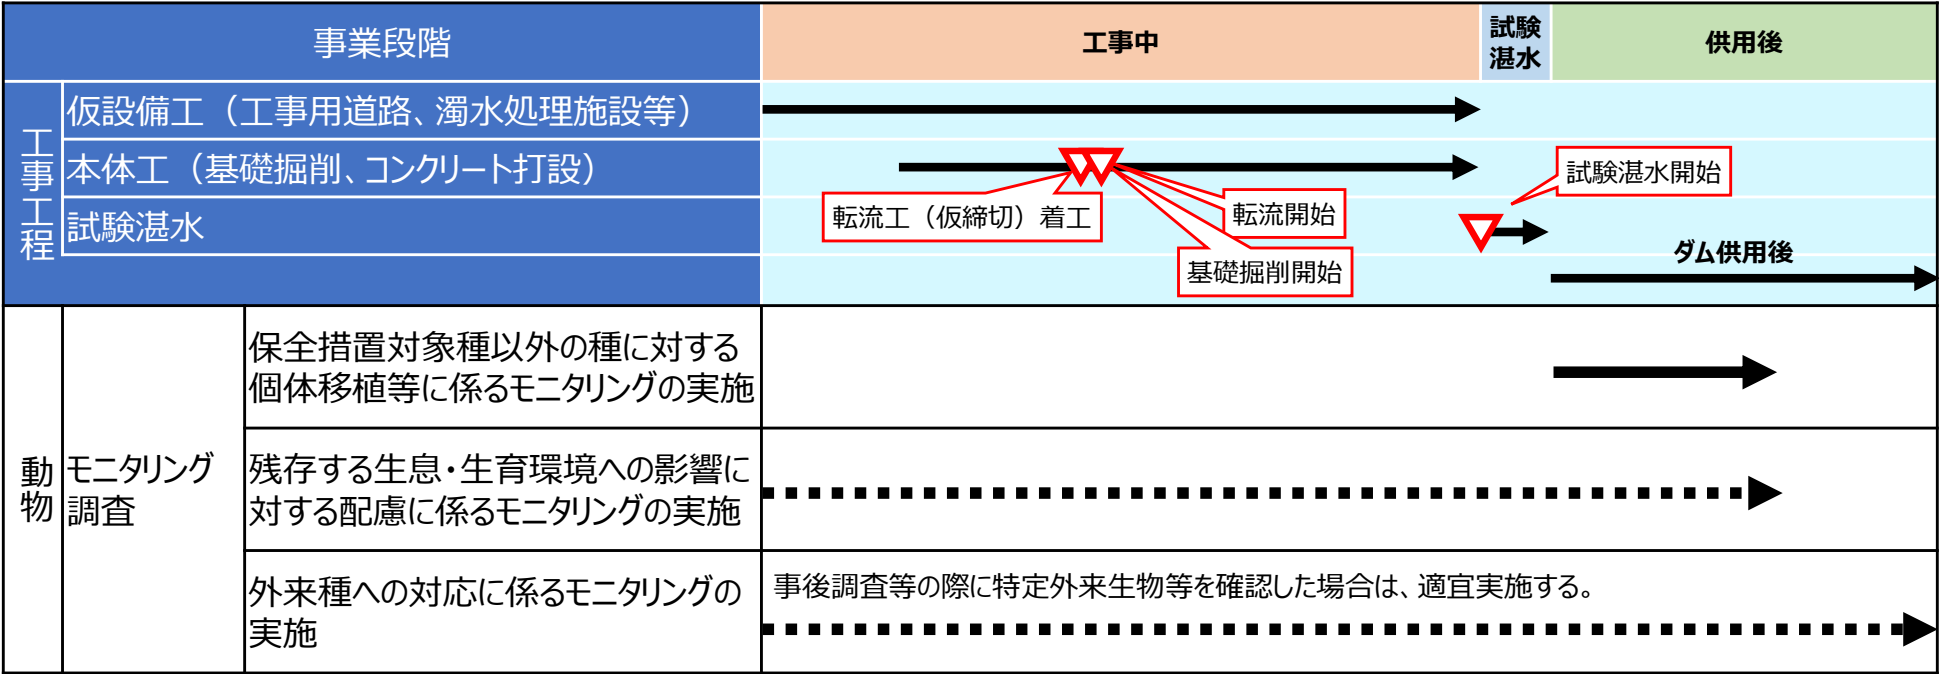 事業段階
工事中
試験
湛水
供用後
工事工程
仮設備工（工事用道路、濁水処理施設等）
本体工（基礎掘削、コンクリート打設）
試験湛水
転流工（仮締切）着工
転流開始
基礎掘削開始
試験湛水開始
ダム供用後
動物
モニタリング
調査
保全措置対象種以外の種に対する
個体移植等に係るモニタリングの実施
残存する生息・生育環境への影響に
対する配慮に係るモニタリングの実施
外来種への対応に係るモニタリングの
実施
事後調査等の際に特定外来生物等を確認した場合は、適宜実施する。